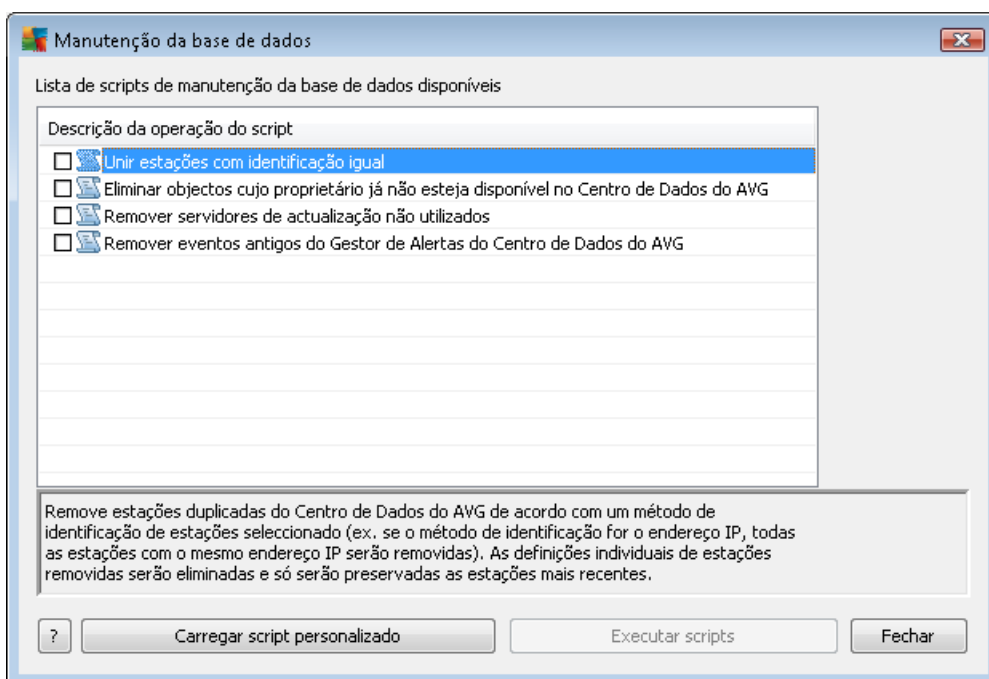 Manutenção da base de dados
Lista de scripts de manutenção da base de dados disponíveis
Descrição da operação do script
Unir estações com identificação igual
Eliminar objectos cujo proprietário já não esteja disponível no Centro de Dados do AVG
Remover servidores de actualização não utilizados
Remover eventos antigos do Gestor de Alertas do Centro de Dados do AVG
Remove estações duplicadas do Centro de Dados do AVG de acordo com um método de
identificação de estações seleccionado (ex. se o método de identificação for o endereço IP, todas
as estações com o mesmo endereço IP serão removidas). As definições individuais de estações
removidas serão eliminadas e só serão preservadas as estações mais recentes.
? Carregar script personalizado Executar scripts Fechar